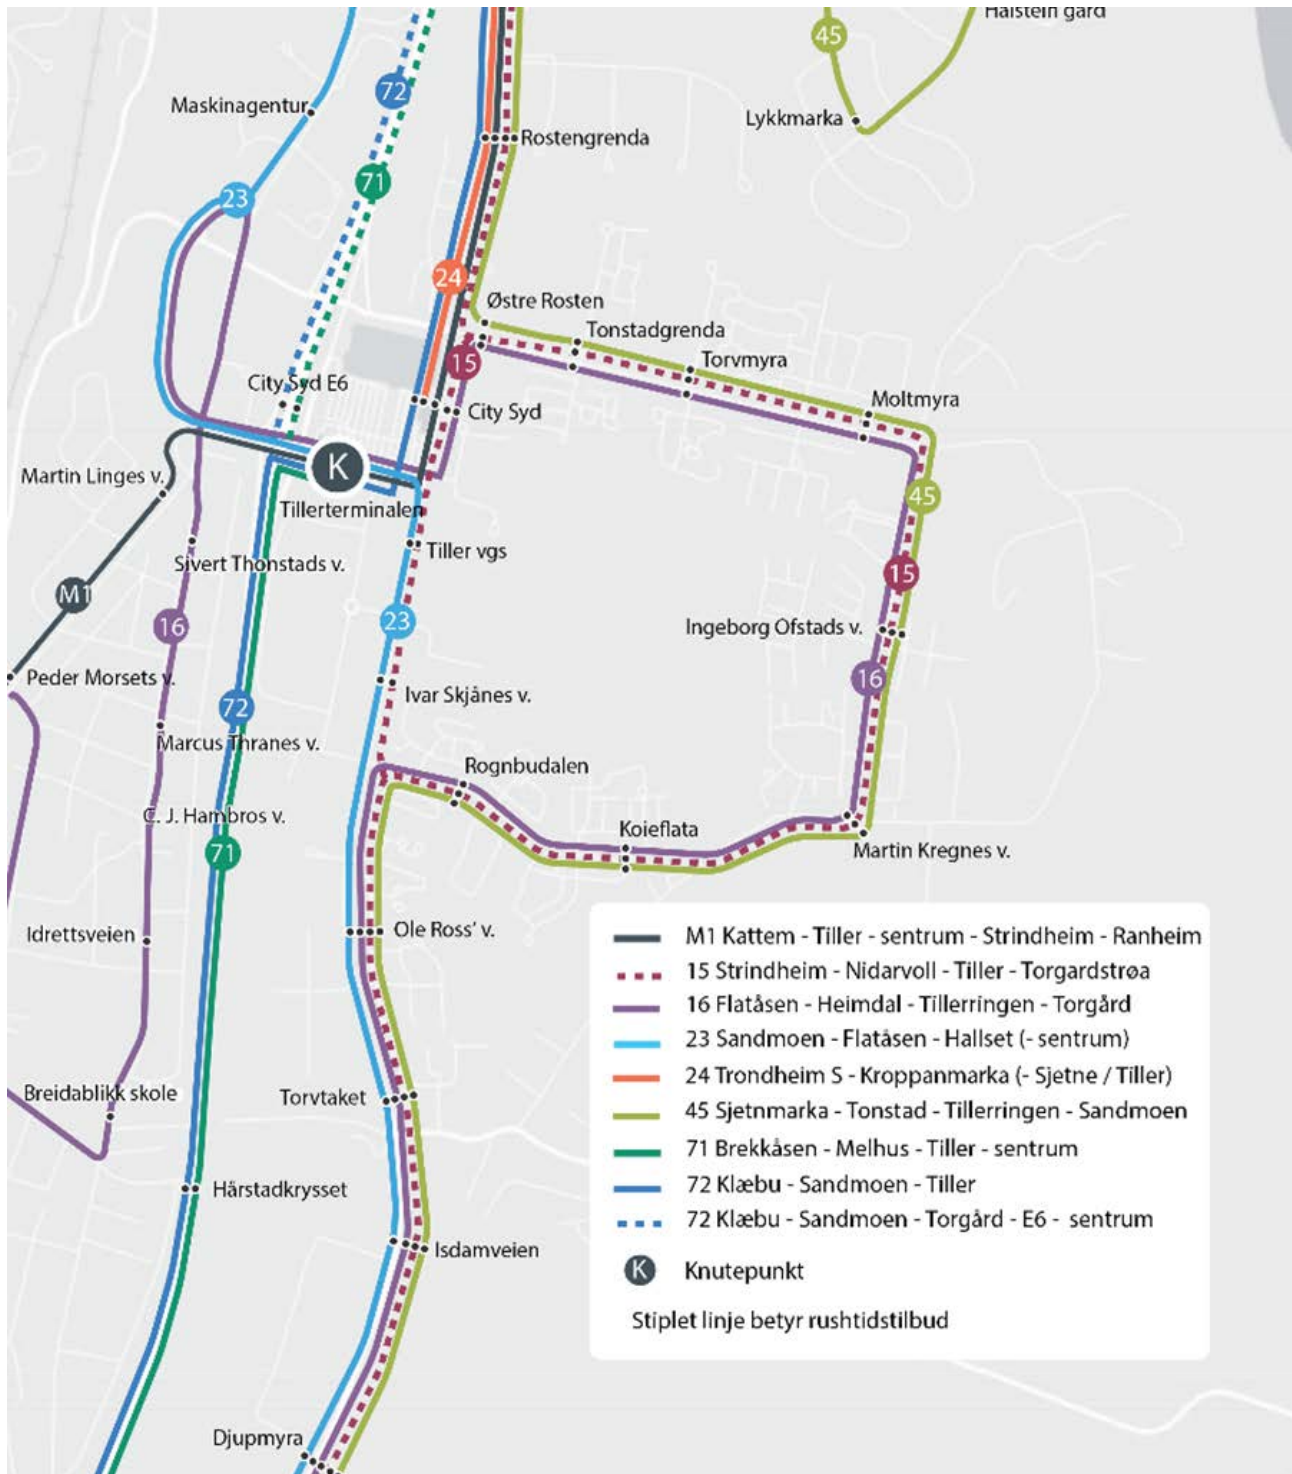 Halstein gård
45
72
Maskinagentur
Lykkmarka
Rostengrenda
71
23
24
Østre Rosten
Tonstadgrenda
Torvmyra
15
City Syd E6
Moltmyra
City Syd
K
Martin Linges v.
45
Tillerterminalen
Tiller vgs
Sivert Thonstads v.
15
M1
16
23
Ingeborg Ofstads v.
Peder Morsets v.
16
Ivar Skjånes v.
72
Marcus Thranes v.
Rognbudalen
C. J. Hambros v.
Koieflata
71
Martin Kregnes v.
Idrettsveien
Ole Ross' v.
M1 Kattem - Tiller - sentrum - Strindheim - Ranheim
15 Strindheim - Nidarvoll - Tiller - Torgardstrøa
16 Flatåsen - Heimdal - Tillerringen - Torgård
23 Sandmoen - Flatåsen - Hallset (- sentrum)
24 Trondheim S - Kroppanmarka (- Sjetne / Tiller)
45 Sjetnmarka - Tonstad - Tillerringen - Sandmoen
71 Brekkåsen - Melhus - Tiller - sentrum
72 Klæbu - Sandmoen - Tiller
72 Klæbu - Sandmoen - Torgård - E6 - sentrum
K Knutepunkt
Stiplet linje betyr rushtidstilbud
Breidablikk skole
Torvtaket
Hårstadkrysset
Isdamveien
Djupmyra